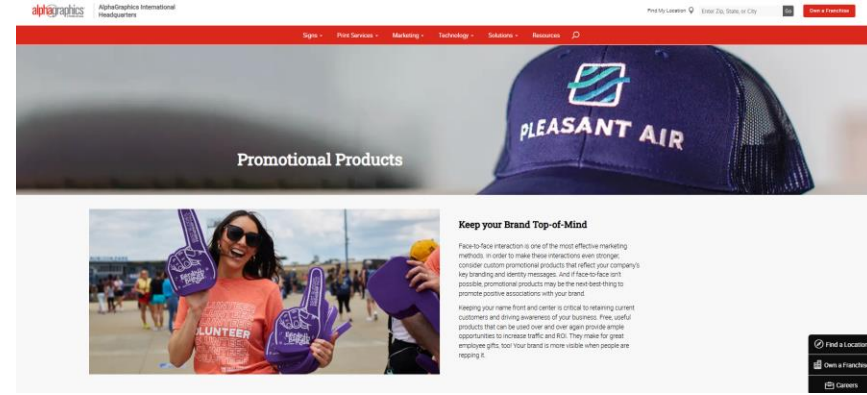 alphagraphics
AlphaGraphics International
Headquarters
Find My Location
Enter Zip, State, or City
Go
Own a Franchise
Signs
Print Services
Marketing
Technology
Solutions
Resources
PLEASANT AIR
Promotional Products
VOLUNTEER
Keep your Brand Top-of-Mind
Face-to-face interaction is one of the most effective marketing
methods. In order to make these interactions even stronger,
consider custom promotional products that reflect your company's
key branding and identity messages. And if face-to-face isn't
possible, promotional products may be the next-best-thing to
promote positive associations with your brand.
Keeping your name front and center is critical to retaining current
customers and driving awareness of your business. Free, useful
products that can be used over and over again provide ample
opportunities to increase traffic and ROI. They make for great
employee gifts, too! Your brand is more visible when people are
repping it.
Find a Location
Own a Franchise
Careers